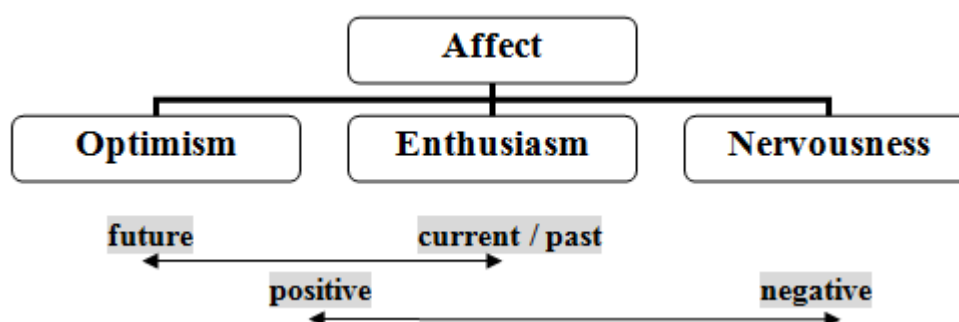 Affect
Optimism Enthusiasm Nervousness
future current / past
positive negative